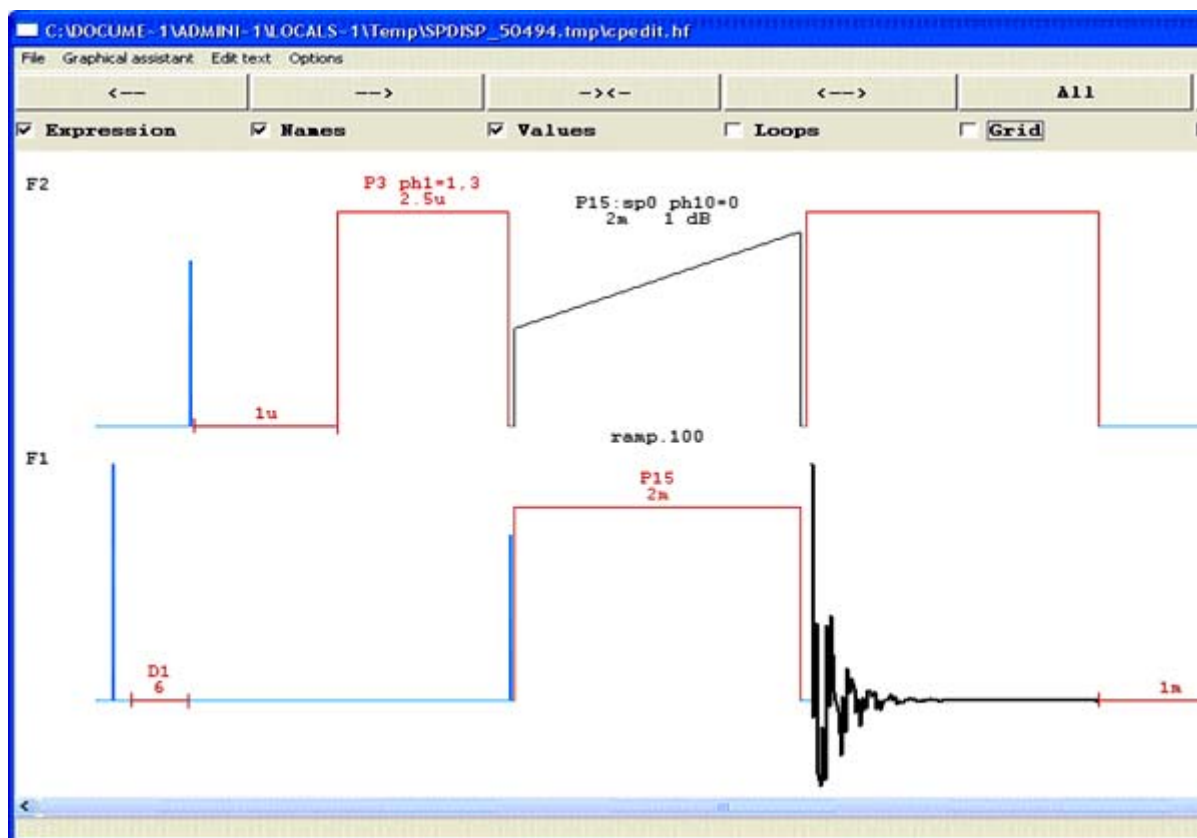 C:\DOCUME~1\ADMINI~1\LOCALS~1\Temp\SPDISP_50494.tmp\cpedit.hf
File Graphical assistant Edit text Options
<-- --> -><- <--> All
Expression Names Values Loops Grid
F2
P3 ph1=1,3
2.5u
P15:sp0 ph10=0
2m 1 dB
1u
ramp.100
F1
P15
2m
D1
6
1m